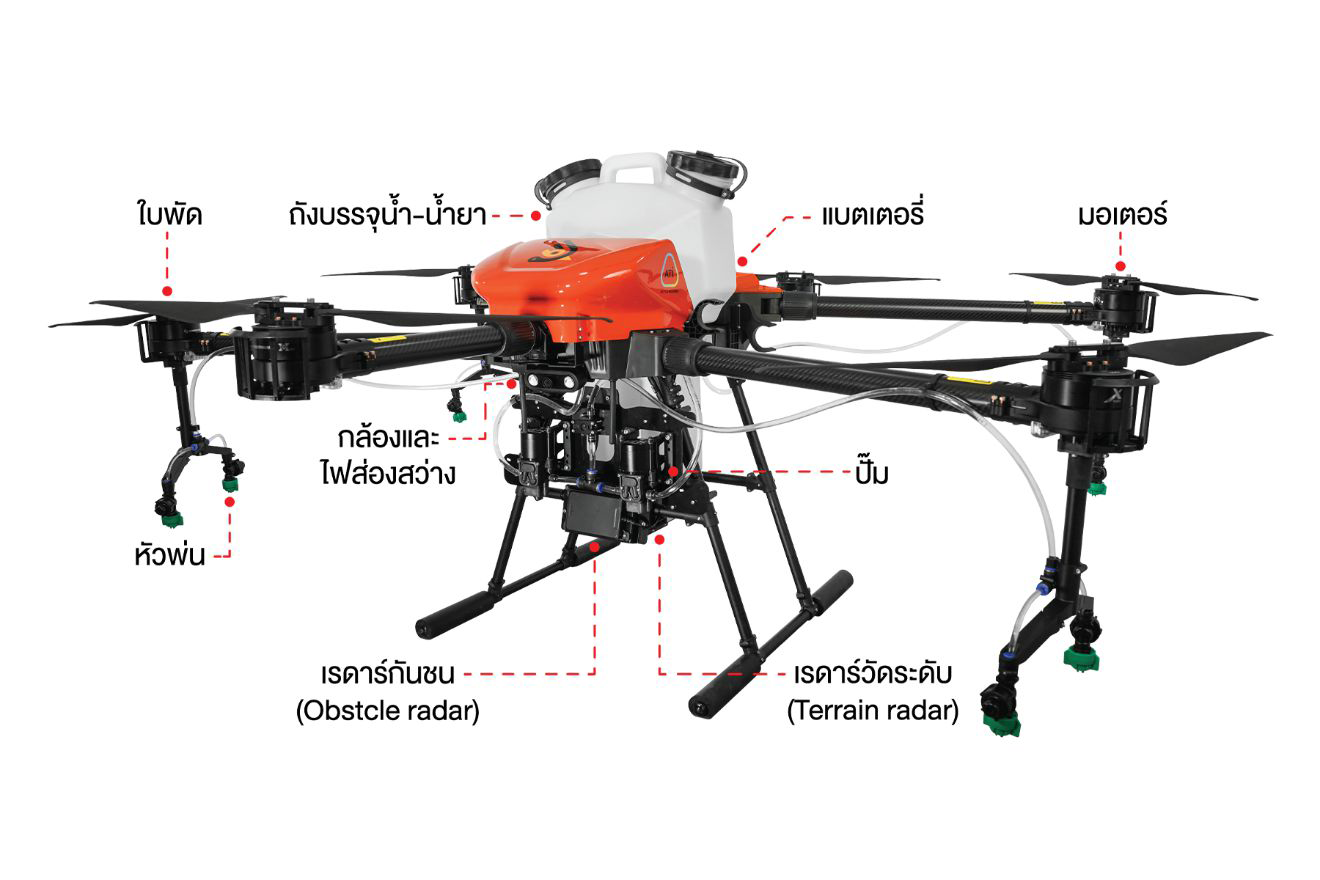 ใบพัด
ถังบรรจุน้ำ-น้ำยา
แบตเตอรี่
มอเตอร์
กล้องและ
ไฟส่องสว่าง
ปั๊ม
หัวพ่น
เรดาร์กันชน
(Obstcle radar)
เรดาร์วัดระดับ
(Terrain radar)